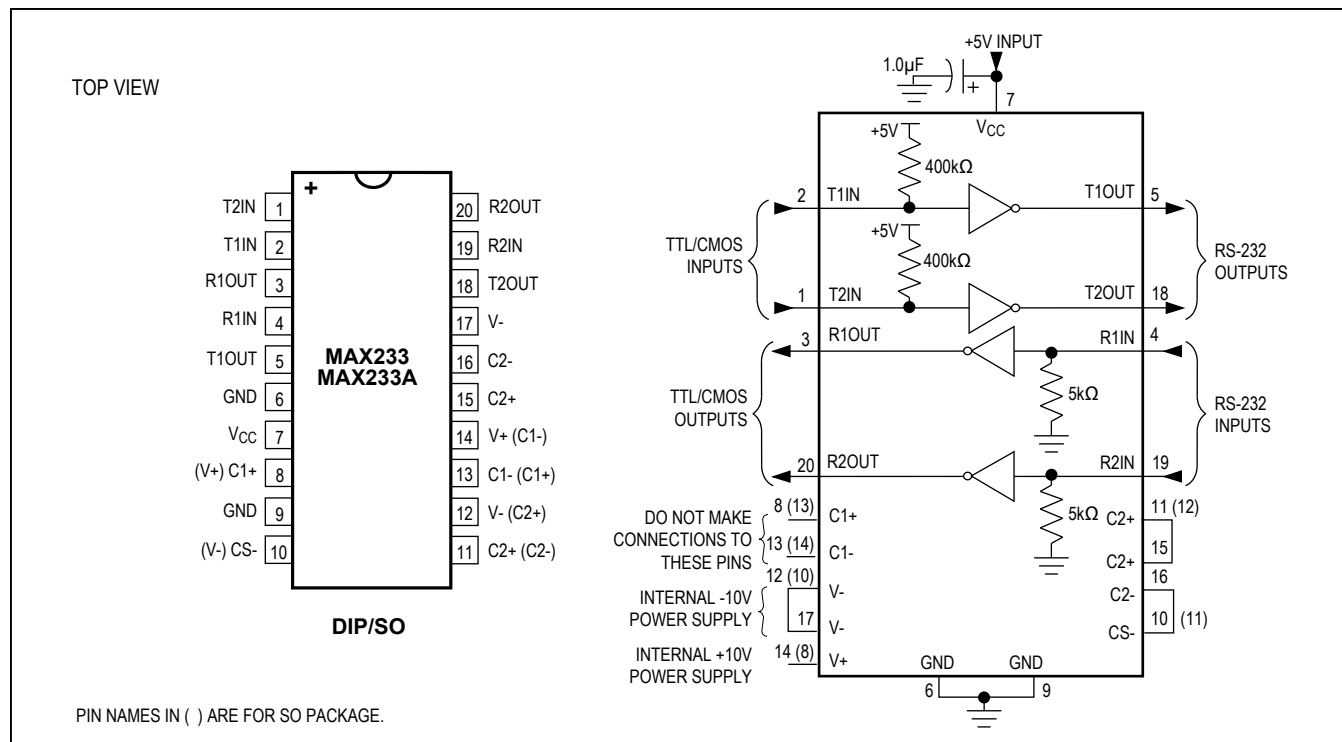 TOP VIEW
+
T2IN 1
T1IN 2
R1OUT 3
R1IN 4
T1OUT 5
GND 6
VCC 7
(V+) C1+ 8
GND 9
(V-) CS- 10
20 R2OUT
19 R2IN
18 T2OUT
17 V-
16 C2-
15 C2+
14 V+ (C1-)
13 C1- (C1+)
12 V- (C2+)
11 C2+ (C2-)
MAX233
MAX233A
DIP/SO
PIN NAMES IN ( ) ARE FOR SO PACKAGE.
+5V INPUT
1.0µF
+
7
VCC
+5V
400kΩ
2 T1IN
T1OUT 5
+5V
400kΩ
1 T2IN
T2OUT 18
TTL/CMOS
INPUTS
RS-232
OUTPUTS
3 R1OUT
R1IN 4
5kΩ
TTL/CMOS
OUTPUTS
RS-232
INPUTS
20 R2OUT
R2IN 19
5kΩ
DO NOT MAKE
CONNECTIONS TO
THESE PINS
8 (13) C1+
13 (14) C1-
INTERNAL -10V
POWER SUPPLY
12 (10) V-
17 V-
INTERNAL +10V
POWER SUPPLY
14 (8) V+
C2+ 11 (12)
C2+ 15
C2- 16
CS- 10 (11)
GND GND
6 9